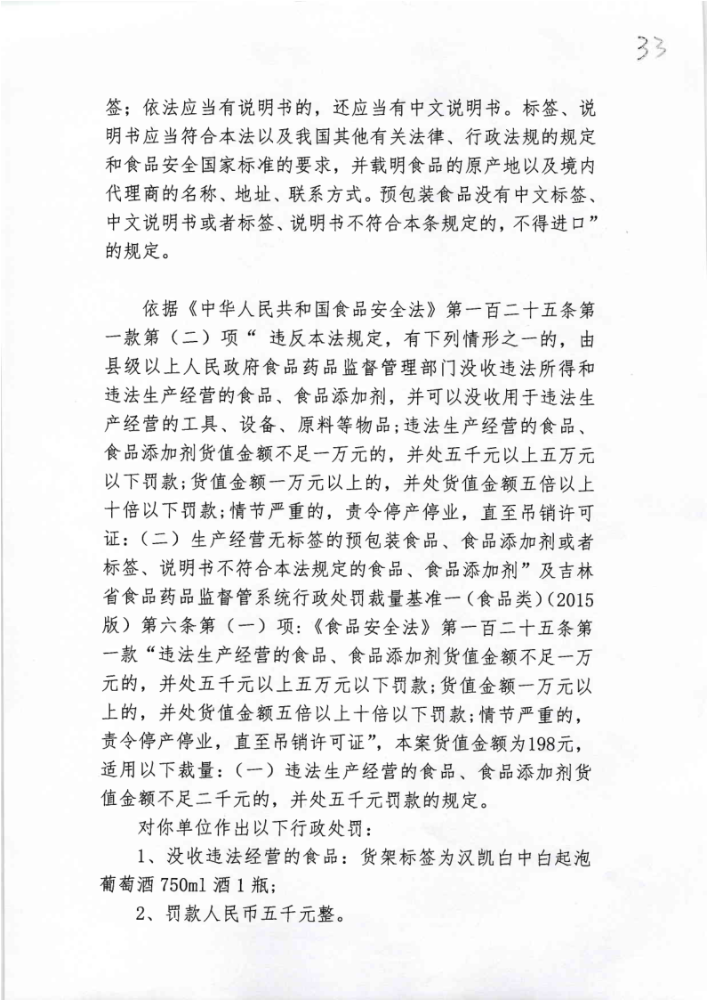 33
签；依法应当有说明书的，还应当有中文说明书。标签、说
明书应当符合本法以及我国其他有关法律、行政法规的规定
和食品安全国家标准的要求，并载明食品的原产地以及境内
代理商的名称、地址、联系方式。预包装食品没有中文标签、
中文说明书或者标签、说明书不符合本条规定的，不得进口”
的规定。
依据《中华人民共和国食品安全法》第一百二十五条第
一款第（二）项“ 违反本法规定，有下列情形之一的，由
县级以上人民政府食品药品监督管理部门没收违法所得和
违法生产经营的食品、食品添加剂，并可以没收用于违法生
产经营的工具、设备、原料等物品;违法生产经营的食品、
食品添加剂货值金额不足一万元的，并处五千元以上五万元
以下罚款;货值金额一万元以上的，并处货值金额五倍以上
十倍以下罚款;情节严重的，责令停产停业，直至吊销许可
证：（二）生产经营无标签的预包装食品、食品添加剂或者
标签、说明书不符合本法规定的食品、食品添加剂”及吉林
省食品药品监督管系统行政处罚裁量基准一（食品类）（2015
版）第六条第（一）项：《食品安全法》第一百二十五条第
一款“违法生产经营的食品、食品添加剂货值金额不足一万
元的，并处五千元以上五万元以下罚款;货值金额一万元以
上的，并处货值金额五倍以上十倍以下罚款;情节严重的，
责令停产停业，直至吊销许可证”，本案货值金额为198元，
适用以下裁量：（一）违法生产经营的食品、食品添加剂货
值金额不足二千元的，并处五千元罚款的规定。
对你单位作出以下行政处罚：
1、没收违法经营的食品：货架标签为汉凯白中白起泡
葡萄酒 750ml 酒 1 瓶;
2、罚款人民币五千元整。